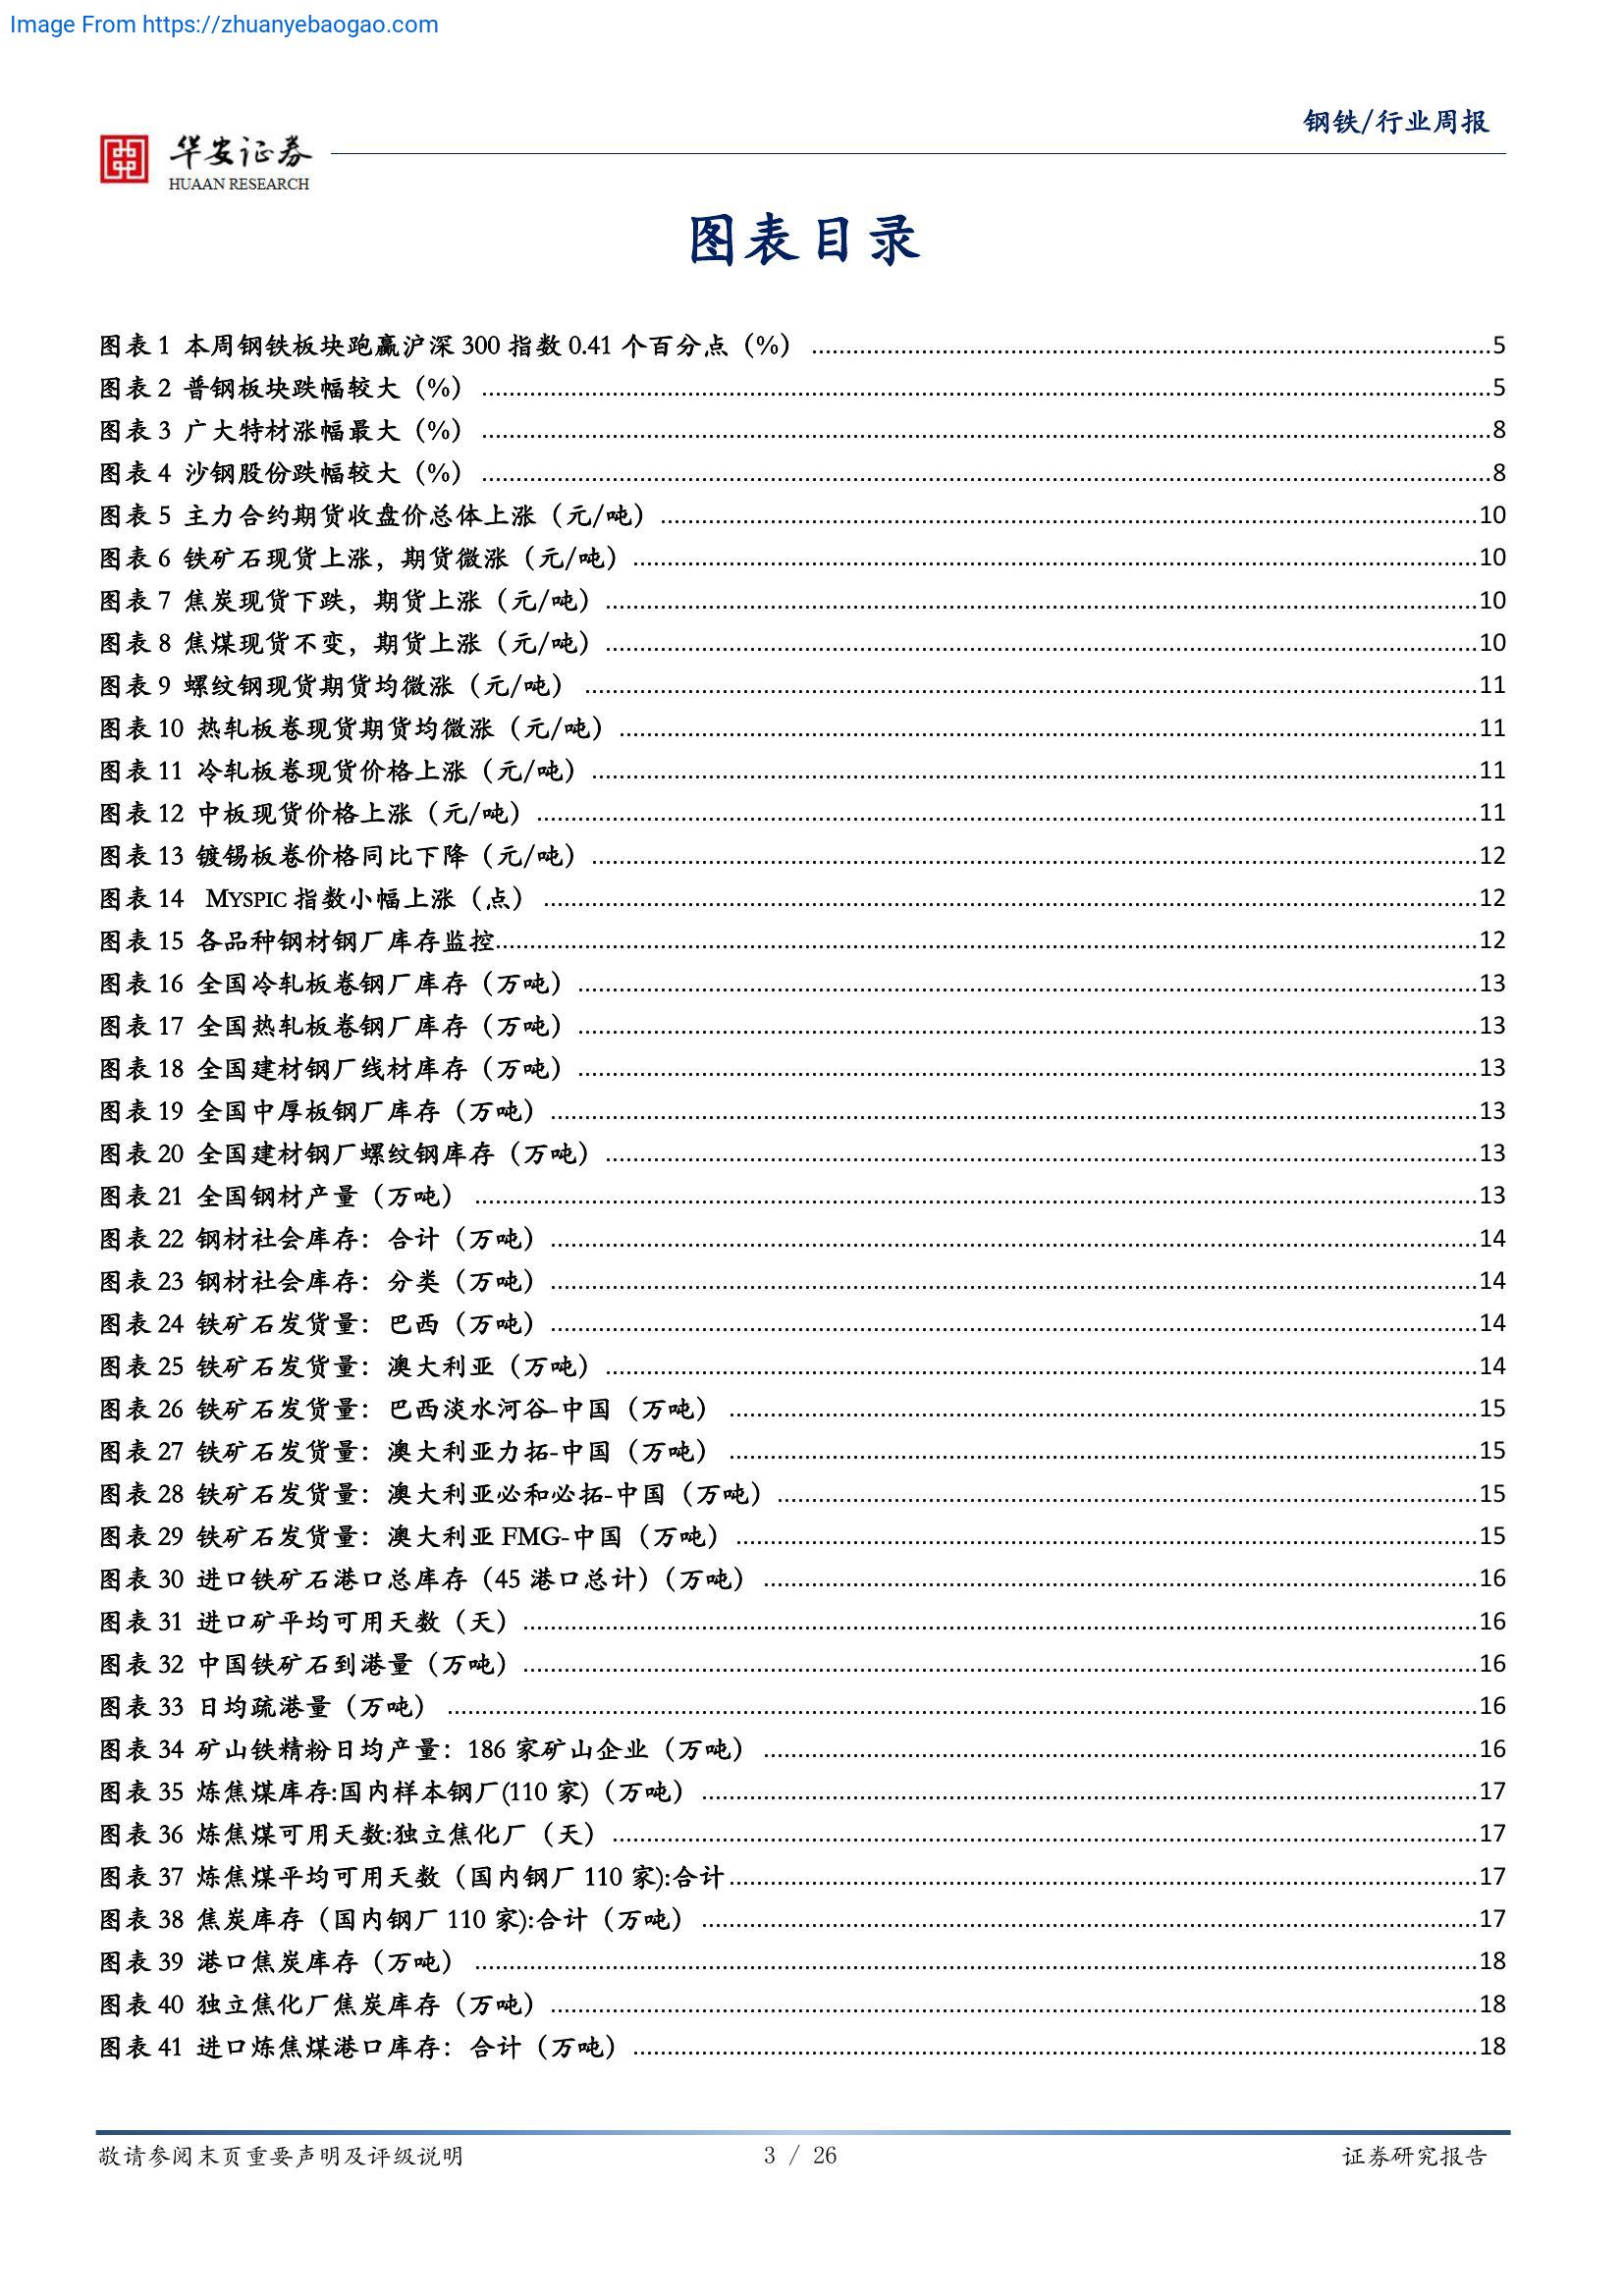 Image From https://zhuanyebaogao.com
钢铁/行业周报
华安证券
HUAAN RESEARCH
图表目录
图表 1 本周钢铁板块跑赢沪深 300 指数 0.41 个百分点（%）5
图表 2 普钢板块跌幅较大（%）5
图表 3 广大特材涨幅最大（%）8
图表 4 沙钢股份跌幅较大（%）8
图表 5 主力合约期货收盘价总体上涨（元/吨）10
图表 6 铁矿石现货上涨，期货微涨（元/吨）10
图表 7 焦炭现货下跌，期货上涨（元/吨）10
图表 8 焦煤现货不变，期货上涨（元/吨）10
图表 9 螺纹钢现货期货均微涨（元/吨）11
图表 10 热轧板卷现货期货均微涨（元/吨）11
图表 11 冷轧板卷现货价格上涨（元/吨）11
图表 12 中板现货价格上涨（元/吨）11
图表 13 镀锡板卷价格同比下降（元/吨）12
图表 14 MYSPIC 指数小幅上涨（点）12
图表 15 各品种钢材钢厂库存监控12
图表 16 全国冷轧板卷钢厂库存（万吨）13
图表 17 全国热轧板卷钢厂库存（万吨）13
图表 18 全国建材钢厂线材库存（万吨）13
图表 19 全国中厚板钢厂库存（万吨）13
图表 20 全国建材钢厂螺纹钢库存（万吨）13
图表 21 全国钢材产量（万吨）13
图表 22 钢材社会库存：合计（万吨）14
图表 23 钢材社会库存：分类（万吨）14
图表 24 铁矿石发货量：巴西（万吨）14
图表 25 铁矿石发货量：澳大利亚（万吨）14
图表 26 铁矿石发货量：巴西淡水河谷-中国（万吨）15
图表 27 铁矿石发货量：澳大利亚力拓-中国（万吨）15
图表 28 铁矿石发货量：澳大利亚必和必拓-中国（万吨）15
图表 29 铁矿石发货量：澳大利亚 FMG-中国（万吨）15
图表 30 进口铁矿石港口总库存（45 港口总计）（万吨）16
图表 31 进口矿平均可用天数（天）16
图表 32 中国铁矿石到港量（万吨）16
图表 33 日均疏港量（万吨）16
图表 34 矿山铁精粉日均产量：186 家矿山企业（万吨）16
图表 35 炼焦煤库存:国内样本钢厂(110 家)（万吨）17
图表 36 炼焦煤可用天数:独立焦化厂（天）17
图表 37 炼焦煤平均可用天数（国内钢厂 110 家):合计17
图表 38 焦炭库存（国内钢厂 110 家):合计（万吨）17
图表 39 港口焦炭库存（万吨）18
图表 40 独立焦化厂焦炭库存（万吨）18
图表 41 进口炼焦煤港口库存：合计（万吨）18
敬请参阅末页重要声明及评级说明
3 / 26
证券研究报告